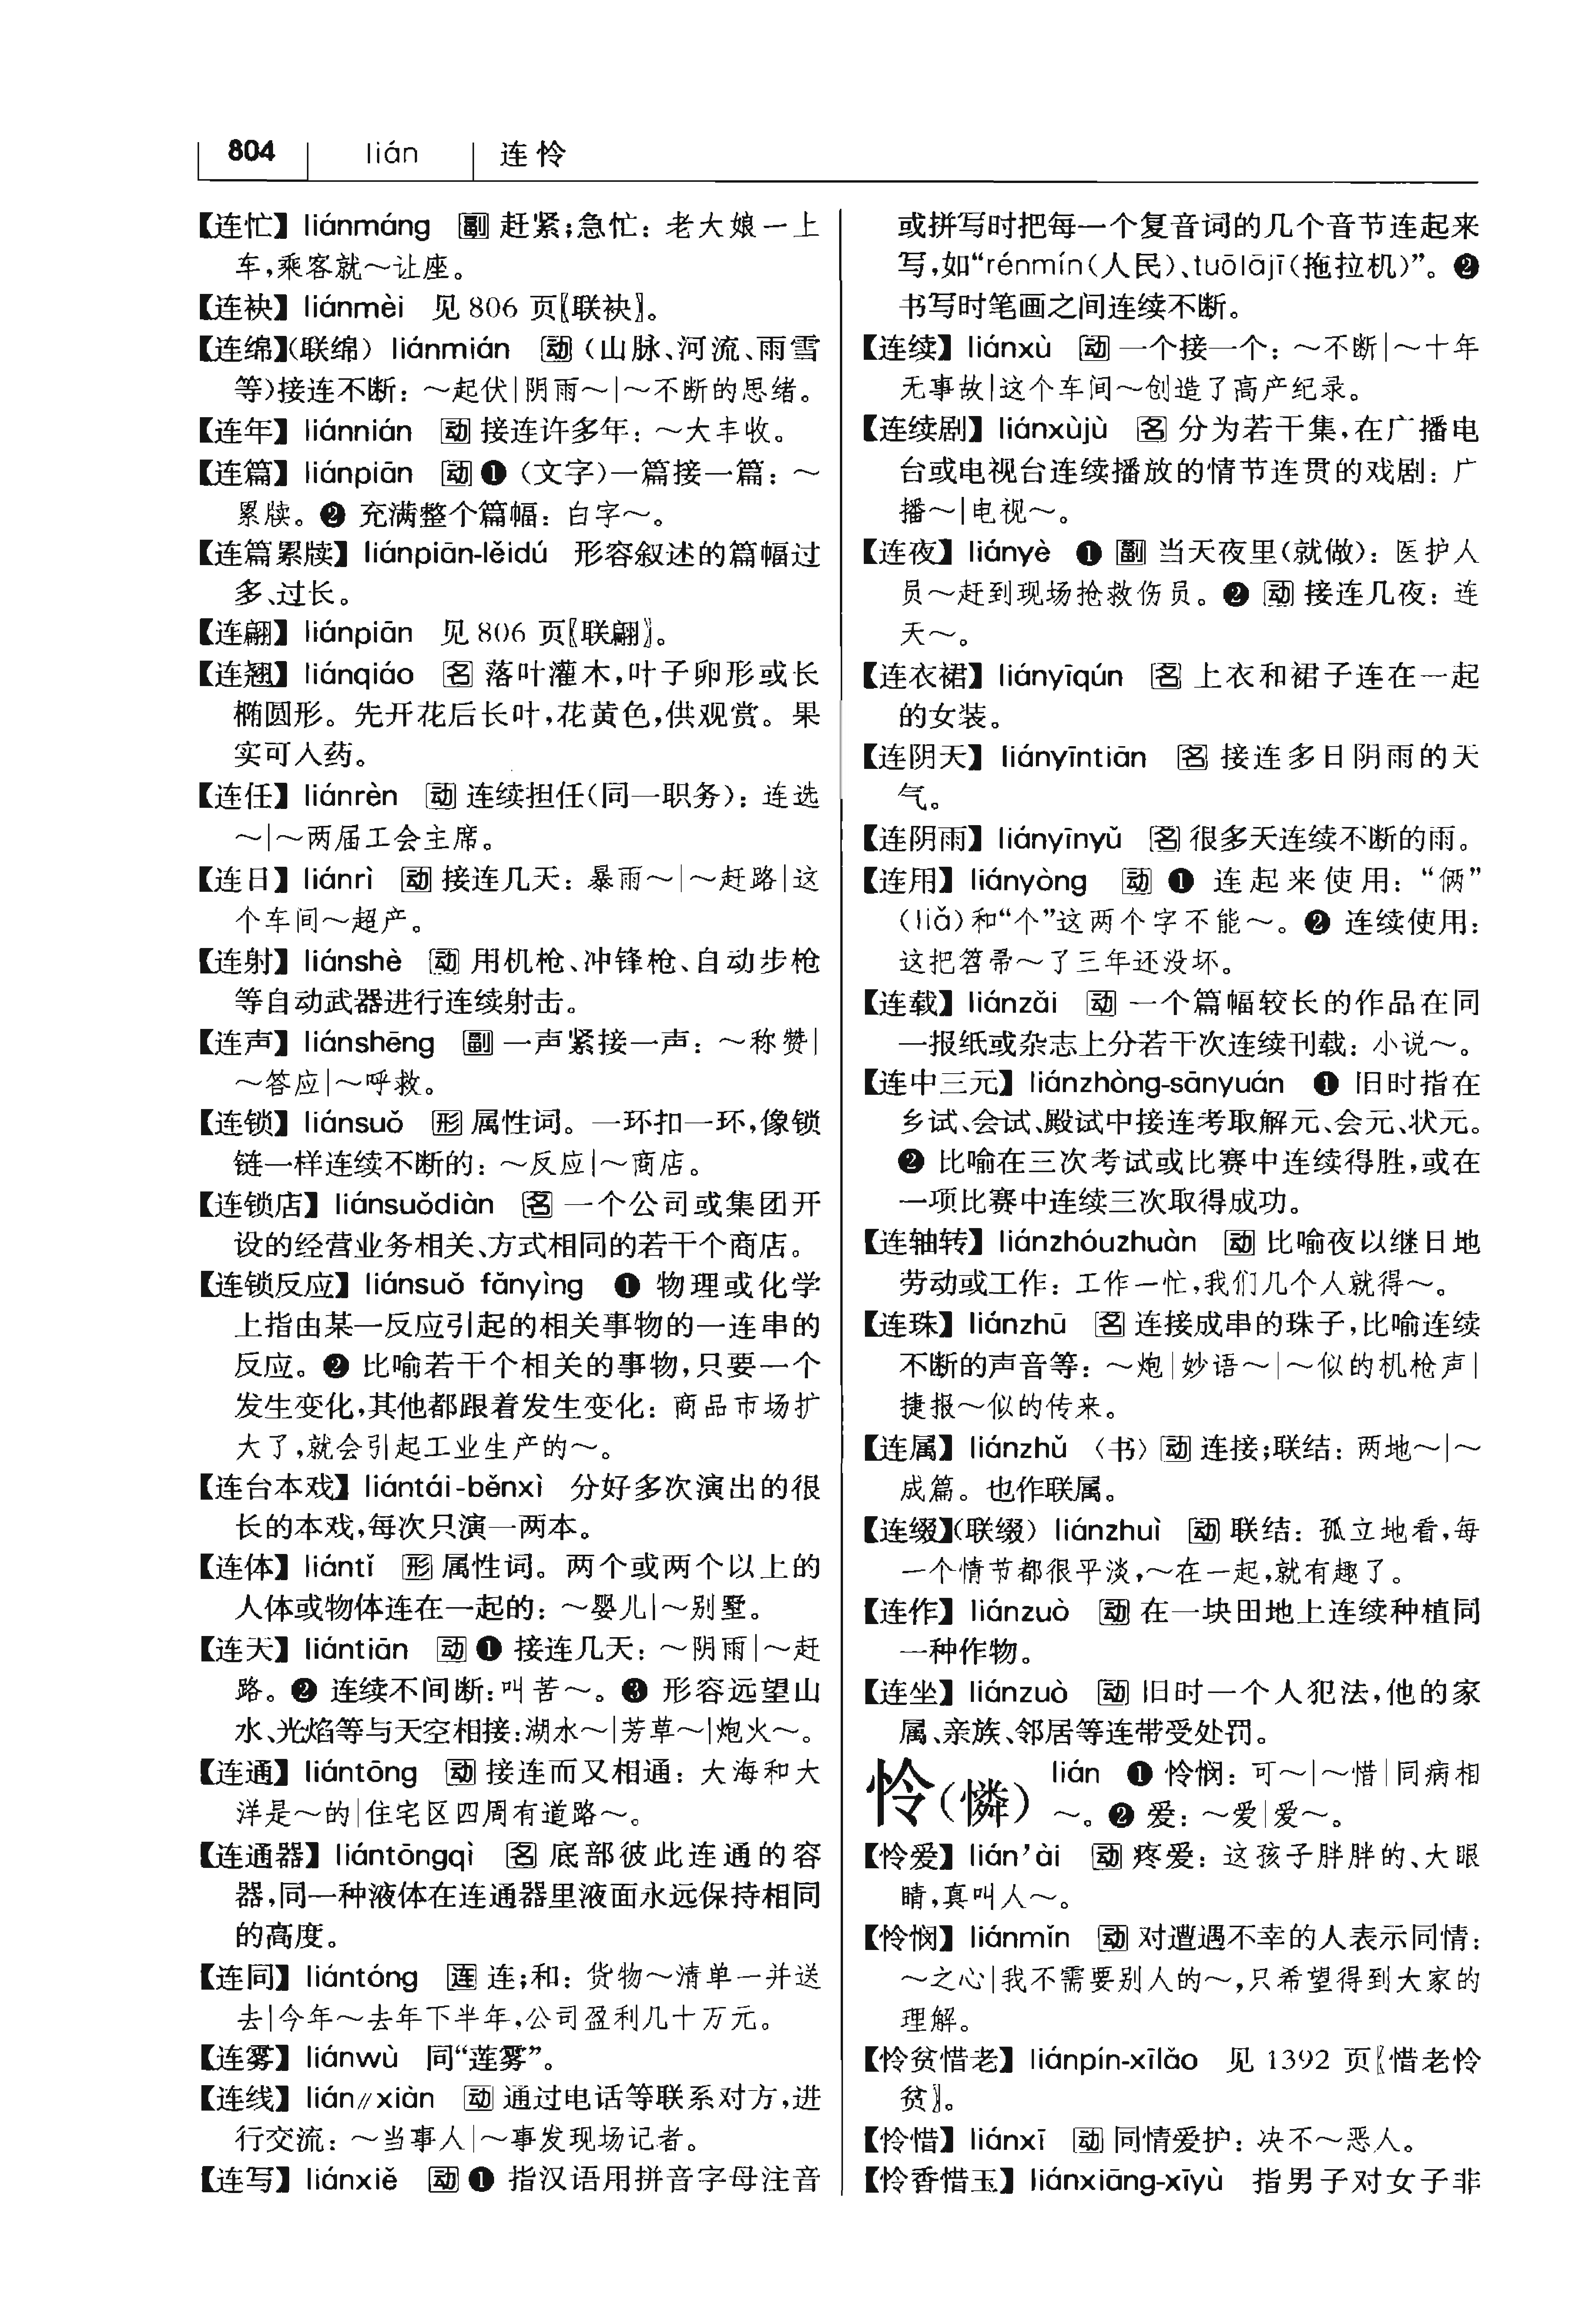 804 lián 连怜
【连忙】 liánmáng 副 赶紧;急忙：老大娘一上
车,乘客就～让座。
【连袂】 liánmèi 见 806 页〖联袂〗。
【连绵】(联绵) liánmián 动 (山脉、河流、雨雪
等)接连不断：～起伏|阴雨～|～不断的思绪。
【连年】 liánnián 动 接连许多年：～大丰收。
【连篇】 liánpiān 动 ❶ (文字)一篇接一篇：～
累牍。❷ 充满整个篇幅：白字～。
【连篇累牍】 liánpiān-lěidú 形容叙述的篇幅过
多、过长。
【连翩】 liánpiān 见 806 页〖联翩〗。
【连翘】 liánqiáo 名 落叶灌木,叶子卵形或长
椭圆形。先开花后长叶,花黄色,供观赏。果
实可入药。
【连任】 liánrèn 动 连续担任(同一职务)：连选
～|～两届工会主席。
【连日】 liánrì 动 接连几天：暴雨～|～赶路|这
个车间～超产。
【连射】 liánshè 动 用机枪、冲锋枪、自动步枪
等自动武器进行连续射击。
【连声】 liánshēng 副 一声紧接一声：～称赞|
～答应|～呼救。
【连锁】 liánsuǒ 形 属性词。一环扣一环,像锁
链一样连续不断的：～反应|～商店。
【连锁店】 liánsuǒdiàn 名 一个公司或集团开
设的经营业务相关、方式相同的若干个商店。
【连锁反应】 liánsuǒ fǎnyìng ❶ 物理或化学
上指由某一反应引起的相关事物的一连串的
反应。❷ 比喻若干个相关的事物,只要一个
发生变化,其他都跟着发生变化：商品市场扩
大了,就会引起工业生产的～。
【连台本戏】 liántái-běnxì 分好多次演出的很
长的本戏,每次只演一两本。
【连体】 liántǐ 形 属性词。两个或两个以上的
人体或物体连在一起的：～婴儿|～别墅。
【连天】 liántiān 动 ❶ 接连几天：～阴雨|～赶
路。❷ 连续不间断：叫苦～。❸ 形容远望山
水、光焰等与天空相接：湖水～|芳草～|炮火～。
【连通】 liántōng 动 接连而又相通：大海和大
洋是～的|住宅区四周有道路～。
【连通器】 liántōngqì 名 底部彼此连通的容
器,同一种液体在连通器里液面永远保持相同
的高度。
【连同】 liántóng 连 连;和：货物～清单一并送
去|今年～去年下半年,公司盈利几十万元。
【连雾】 liánwù 同“莲雾”。
【连线】 lián//xiàn 动 通过电话等联系对方,进
行交流：～当事人|～事发现场记者。
【连写】 liánxiě 动 ❶ 指汉语用拼音字母注音
或拼写时把每一个复音词的几个音节连起来
写,如“rénmín(人民)、tuōlājī(拖拉机)”。❷
书写时笔画之间连续不断。
【连续】 liánxù 动 一个接一个：～不断|～十年
无事故|这个车间～创造了高产纪录。
【连续剧】 liánxùjù 名 分为若干集,在广播电
台或电视台连续播放的情节连贯的戏剧：广
播～|电视～。
【连夜】 liányè ❶ 副 当天夜里(就做)：医护人
员～赶到现场抢救伤员。❷ 动 接连几夜：连
天～。
【连衣裙】 liányīqún 名 上衣和裙子连在一起
的女装。
【连阴天】 liányīntiān 名 接连多日阴雨的天
气。
【连阴雨】 liányīnyǔ 名 很多天连续不断的雨。
【连用】 liányòng 动 ❶ 连起来使用：“俩”
(liǎ)和“个”这两个字不能～。❷ 连续使用：
这把笤帚～了三年还没坏。
【连载】 liánzǎi 动 一个篇幅较长的作品在同
一报纸或杂志上分若干次连续刊载：小说～。
【连中三元】 liánzhòng-sānyuán ❶ 旧时指在
乡试、会试、殿试中接连考取解元、会元、状元。
❷ 比喻在三次考试或比赛中连续得胜,或在
一项比赛中连续三次取得成功。
【连轴转】 liánzhóuzhuàn 动 比喻夜以继日地
劳动或工作：工作一忙,我们几个人就得～。
【连珠】 liánzhū 名 连接成串的珠子,比喻连续
不断的声音等：～炮|妙语～|～似的机枪声|
捷报～似的传来。
【连属】 liánzhǔ 〈书〉 动 连接;联结：两地～|～
成篇。也作联属。
【连缀】(联缀) liánzhuì 动 联结：孤立地看,每
一个情节都很平淡,～在一起,就有趣了。
【连作】 liánzuò 动 在一块田地上连续种植同
一种作物。
【连坐】 liánzuò 动 旧时一个人犯法,他的家
属、亲族、邻居等连带受处罚。
怜(憐) lián ❶ 怜悯：可～|～惜|同病相
～。❷ 爱：～爱|爱～。
【怜爱】 lián’ài 动 疼爱：这孩子胖胖的、大眼
睛,真叫人～。
【怜悯】 liánmǐn 动 对遭遇不幸的人表示同情：
～之心|我不需要别人的～,只希望得到大家的
理解。
【怜贫惜老】 liánpín-xīlǎo 见 1392 页〖惜老怜
贫〗。
【怜惜】 liánxī 动 同情爱护：决不～恶人。
【怜香惜玉】 liánxiāng-xīyù 指男子对女子非